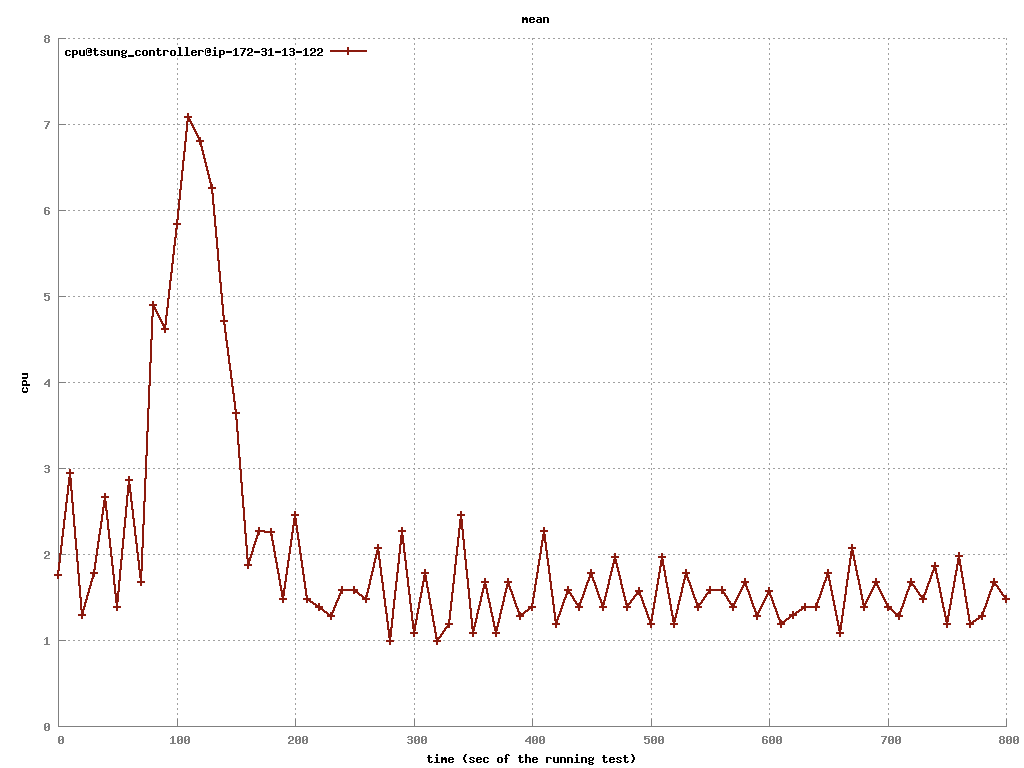 mean
cpu@tsung_controller@ip-172-31-13-122
8
7
6
5
4
3
2
1
0
cpu
0 100 200 300 400 500 600 700 800
time (sec of the running test)